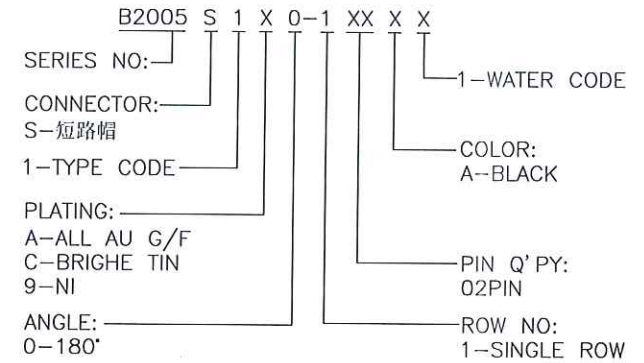 B2005 S 1 X 0-1 XX X X
SERIES NO:
CONNECTOR:
S-短路帽
1-TYPE CODE
PLATING:
A-ALL AU G/F
C-BRIGHE TIN
9-NI
ANGLE:
0-180°
1-WATER CODE
COLOR:
A-BLACK
PIN Q'PY:
02PIN
ROW NO:
1-SINGLE ROW